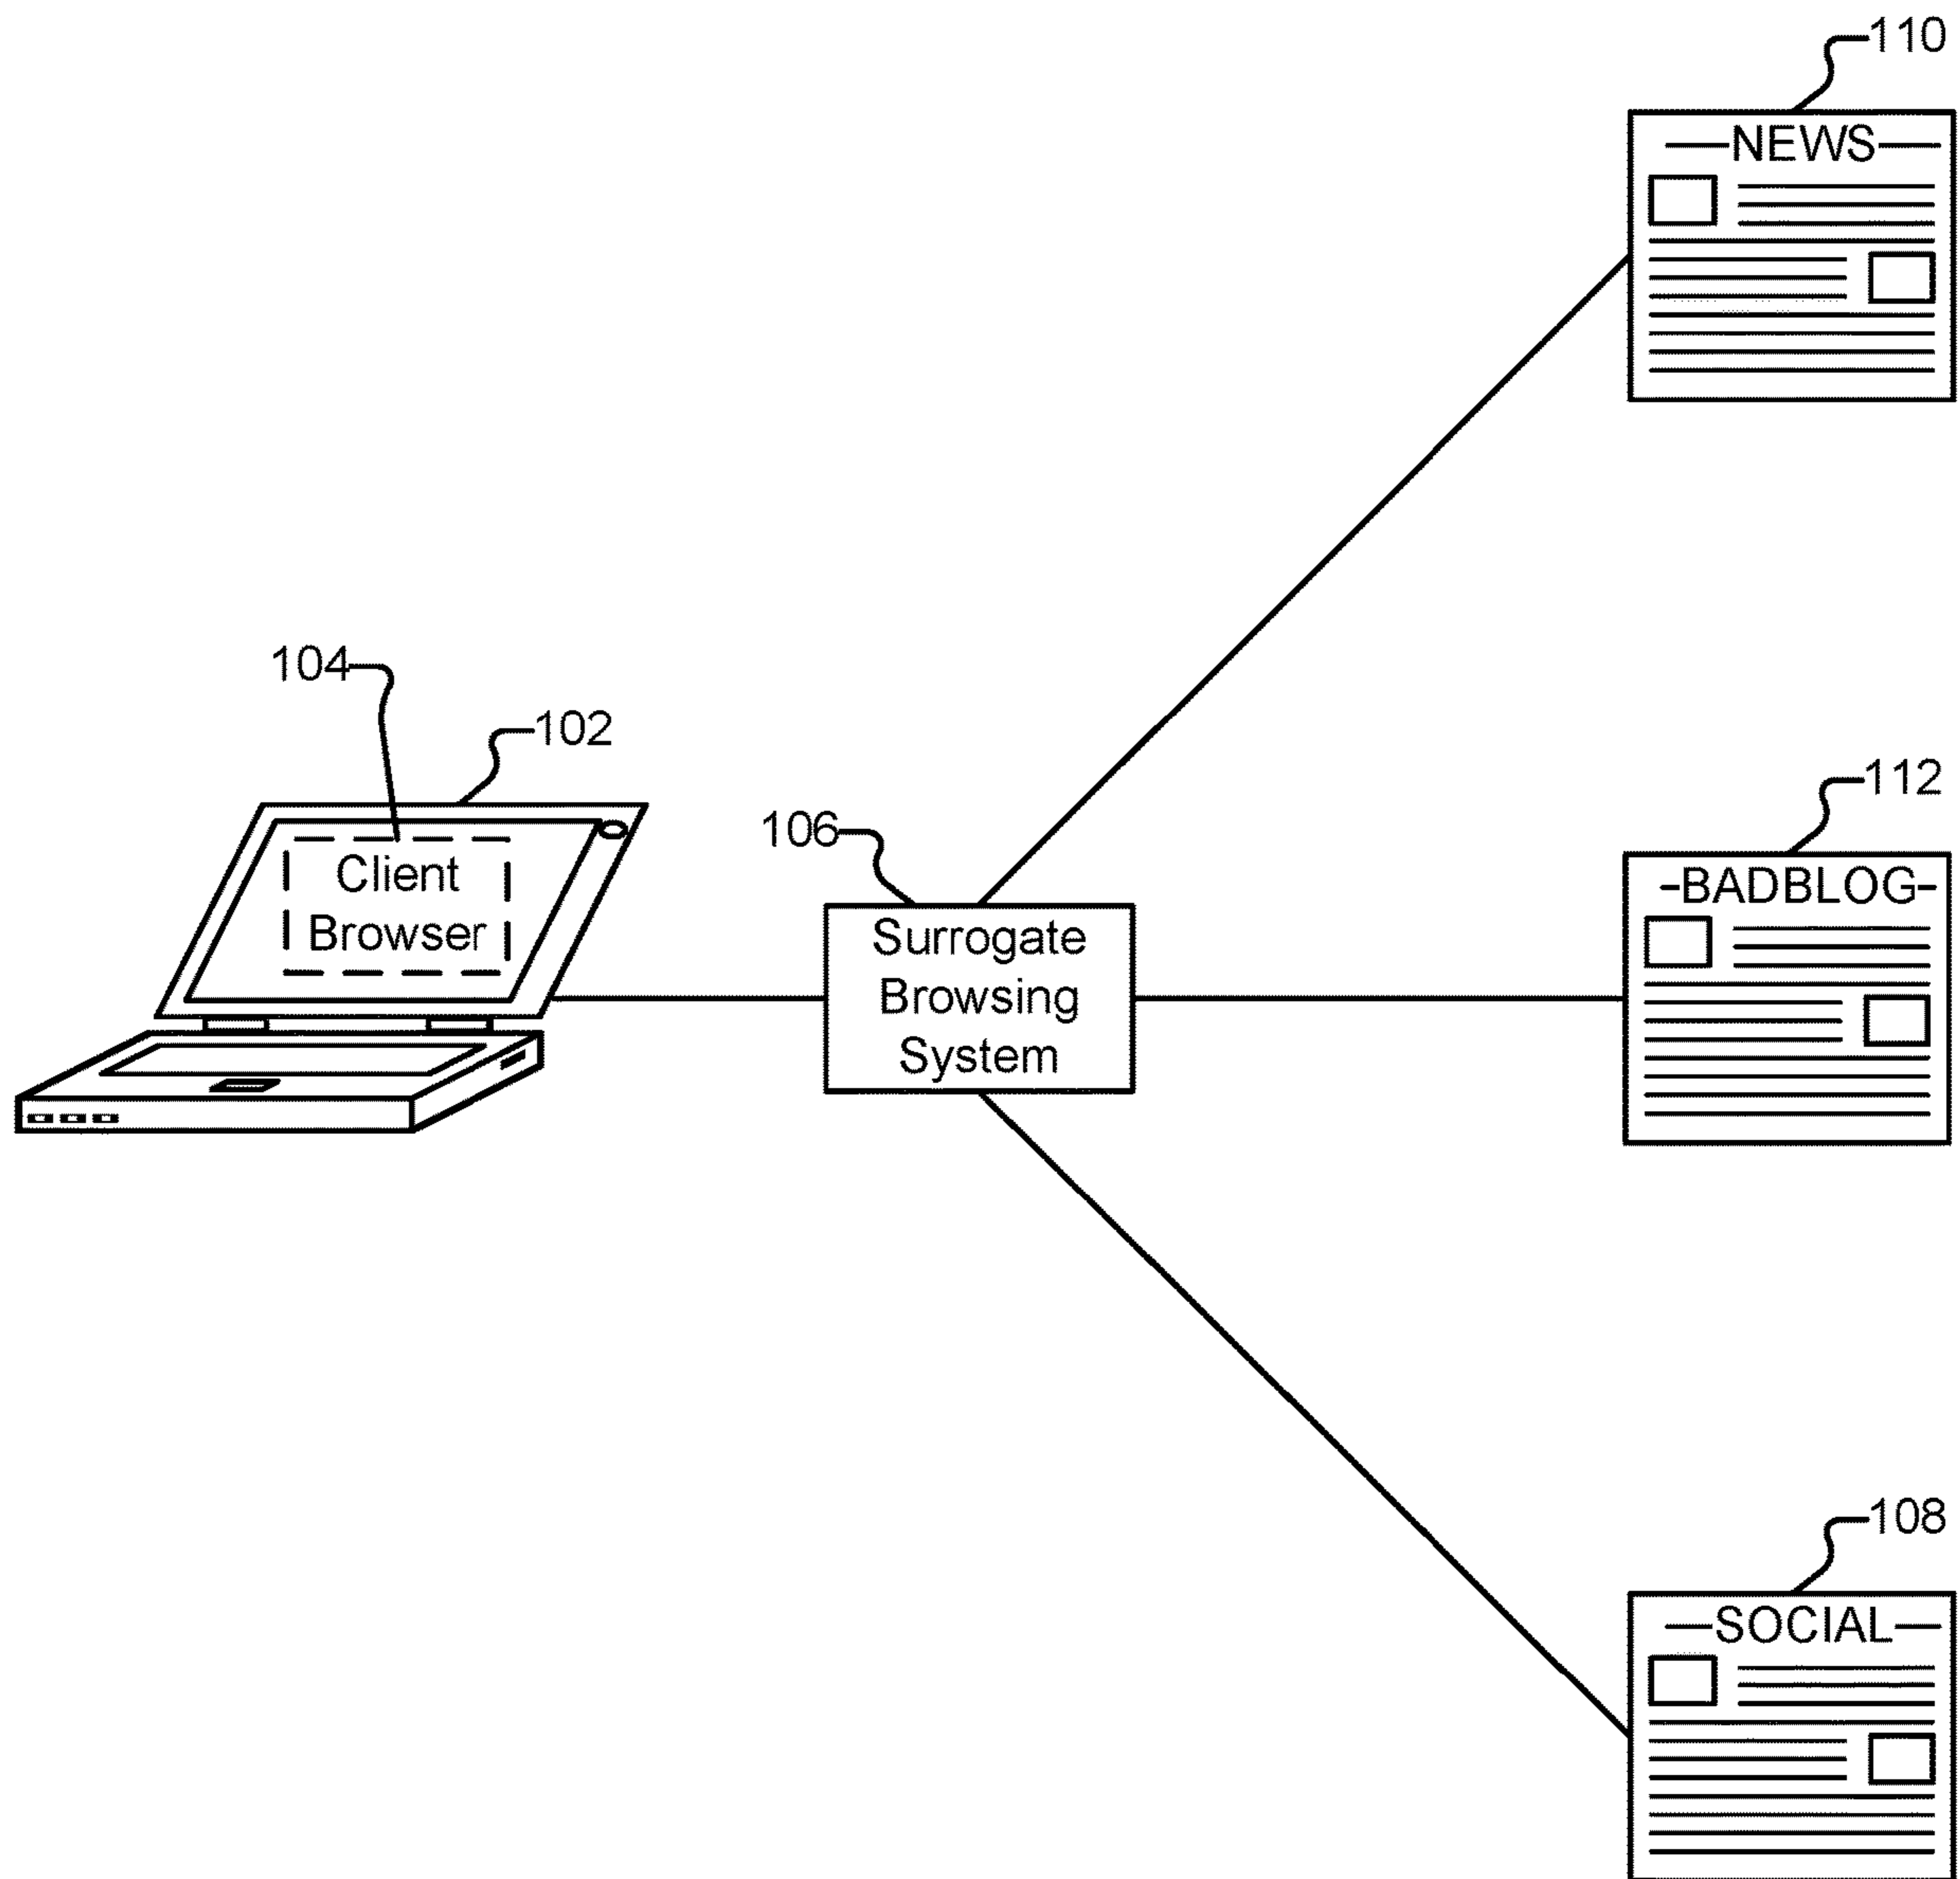 110
NEWS
104
102
112
106
Client
Browser
-BADBLOG-
Surrogate
Browsing
System
108
SOCIAL